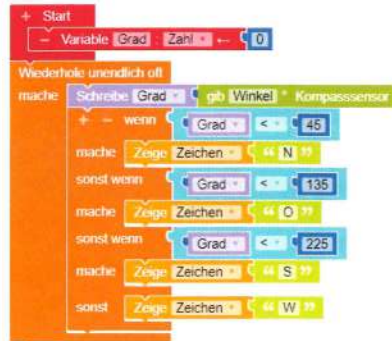 + Start
− Variable Grad : Zahl ← 0
Wiederhole unendlich oft
mache Schreibe Grad gib Winkel Kompasssensor
+ − wenn Grad < 45
mache Zeige Zeichen “ N ”
sonst wenn Grad < 135
mache Zeige Zeichen “ O ”
sonst wenn Grad < 225
mache Zeige Zeichen “ S ”
sonst Zeige Zeichen “ W ”